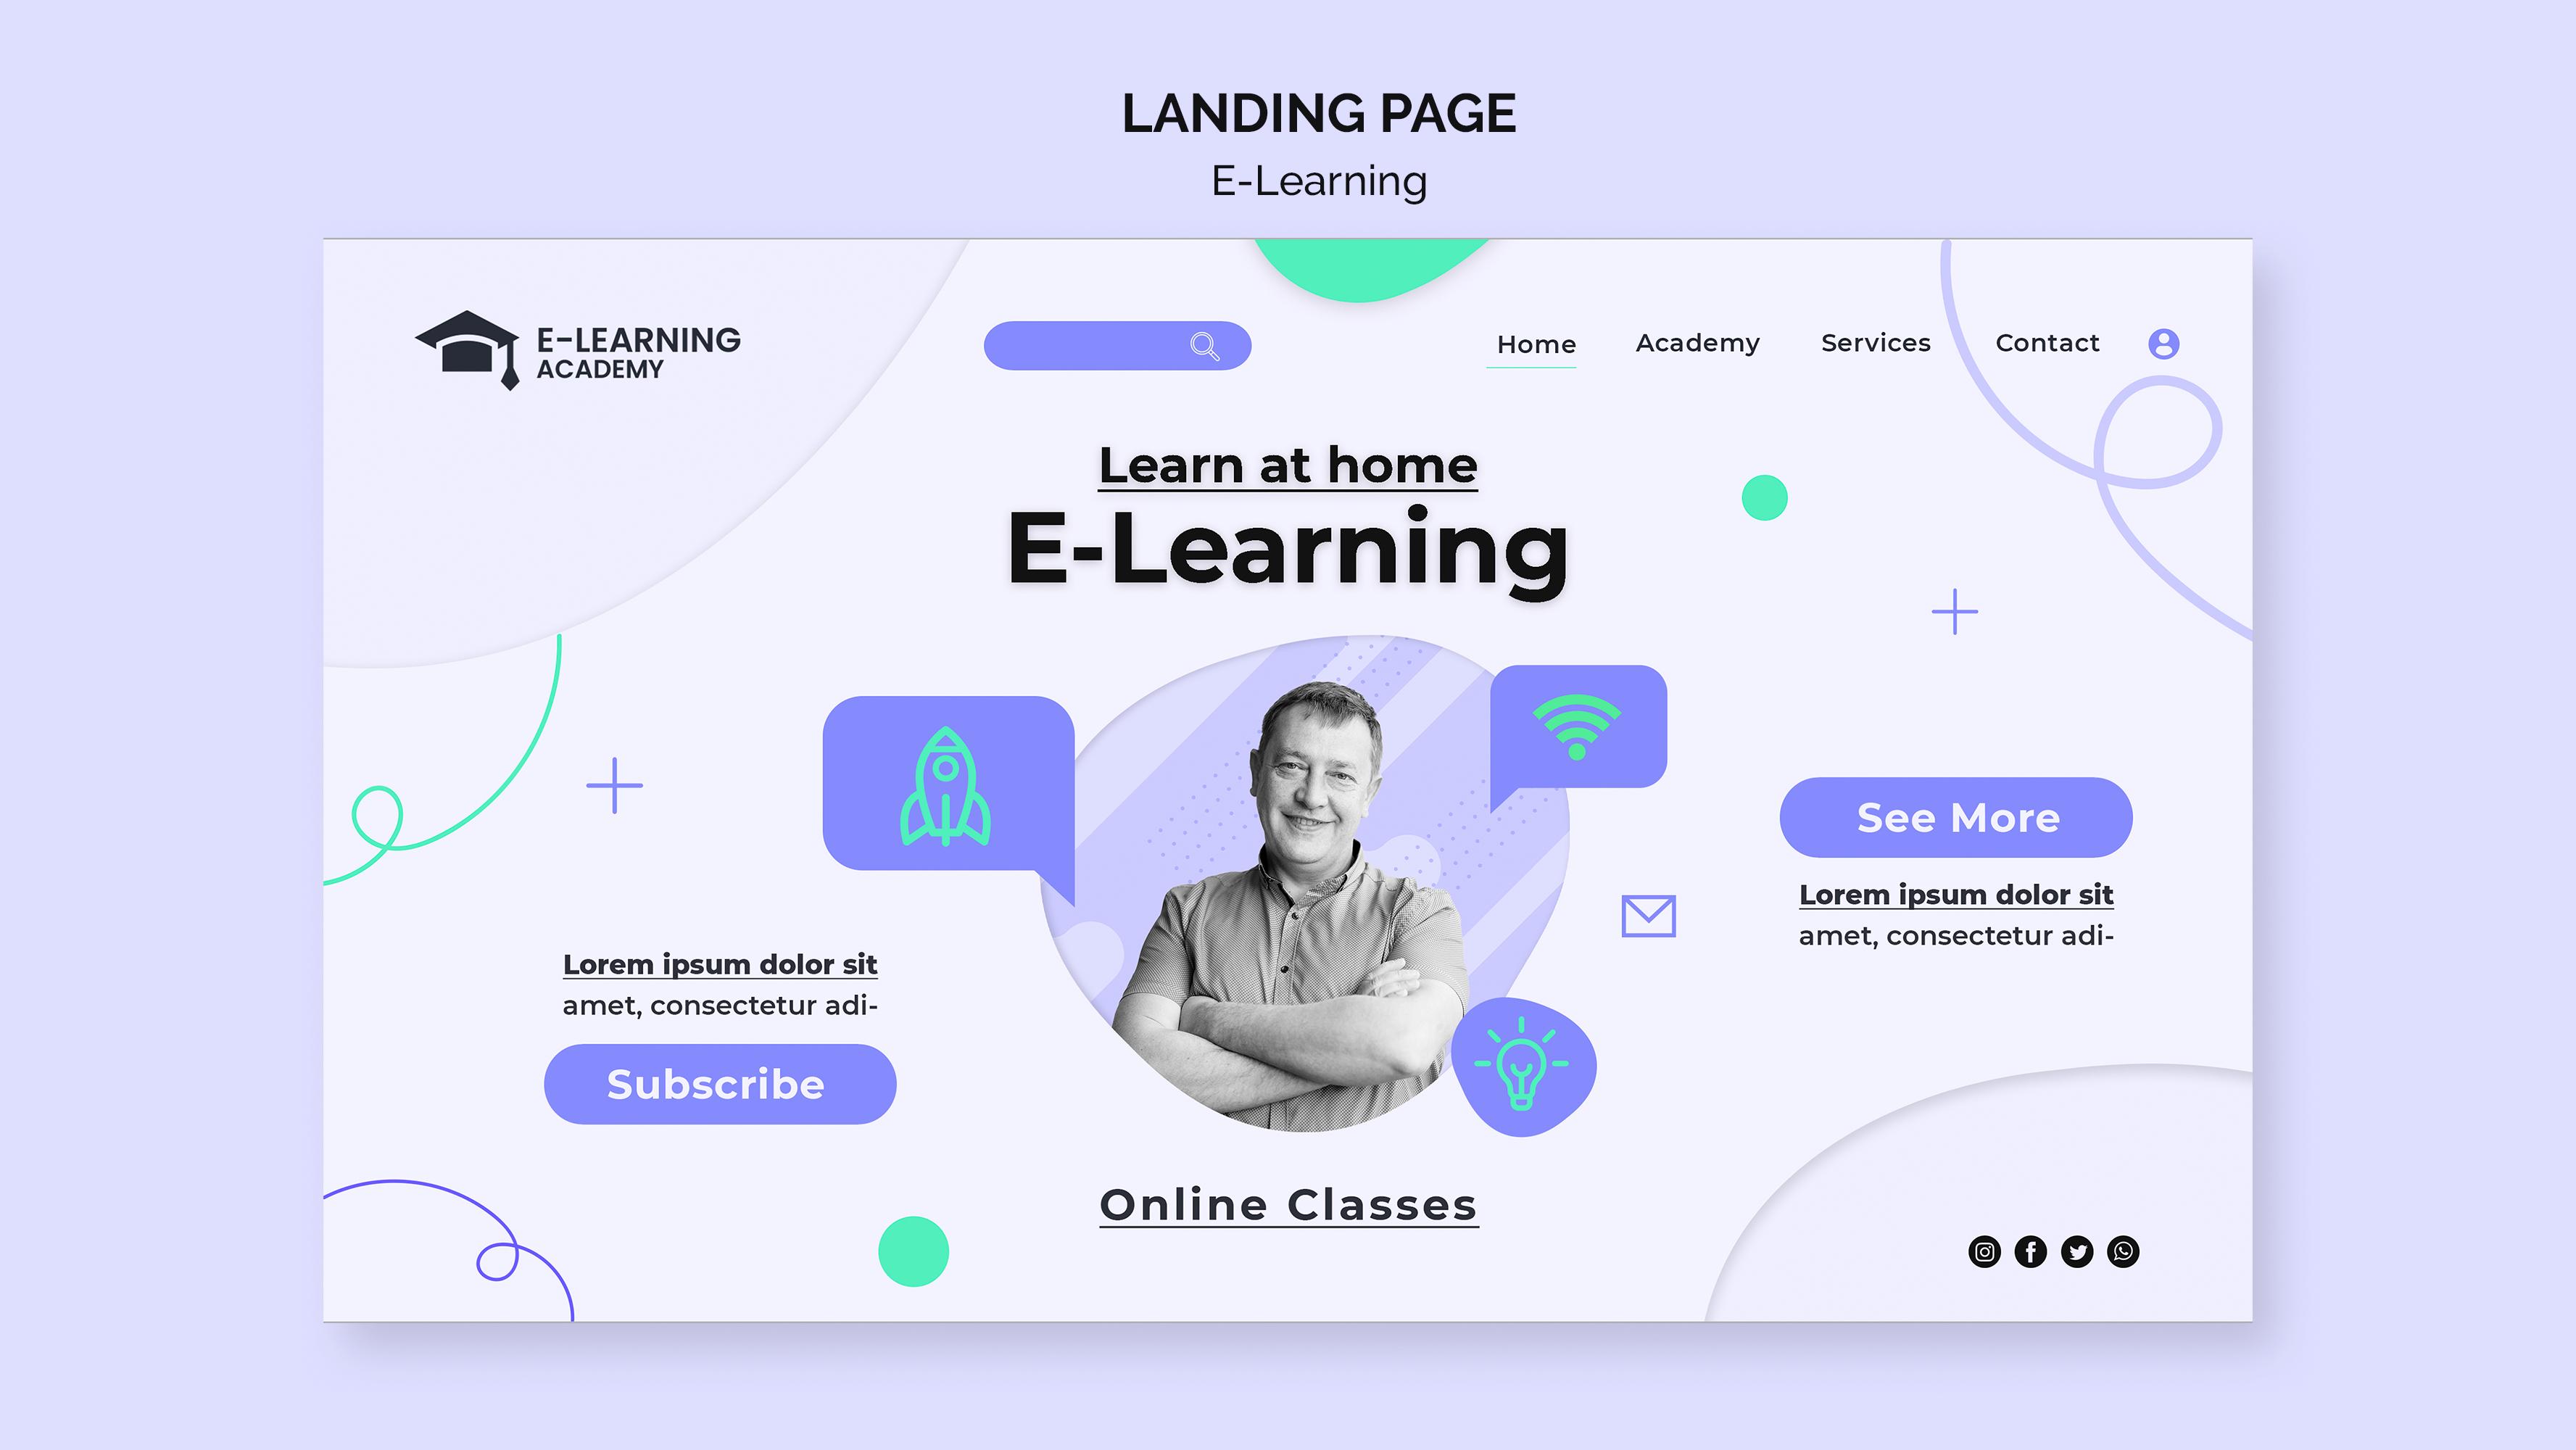 LANDING PAGE
E-Learning
E-LEARNING
ACADEMY
Home Academy Services Contact
Learn at home
E-Learning
See More
Lorem ipsum dolor sit
amet, consectetur adi-
Lorem ipsum dolor sit
amet, consectetur adi-
Subscribe
Online Classes